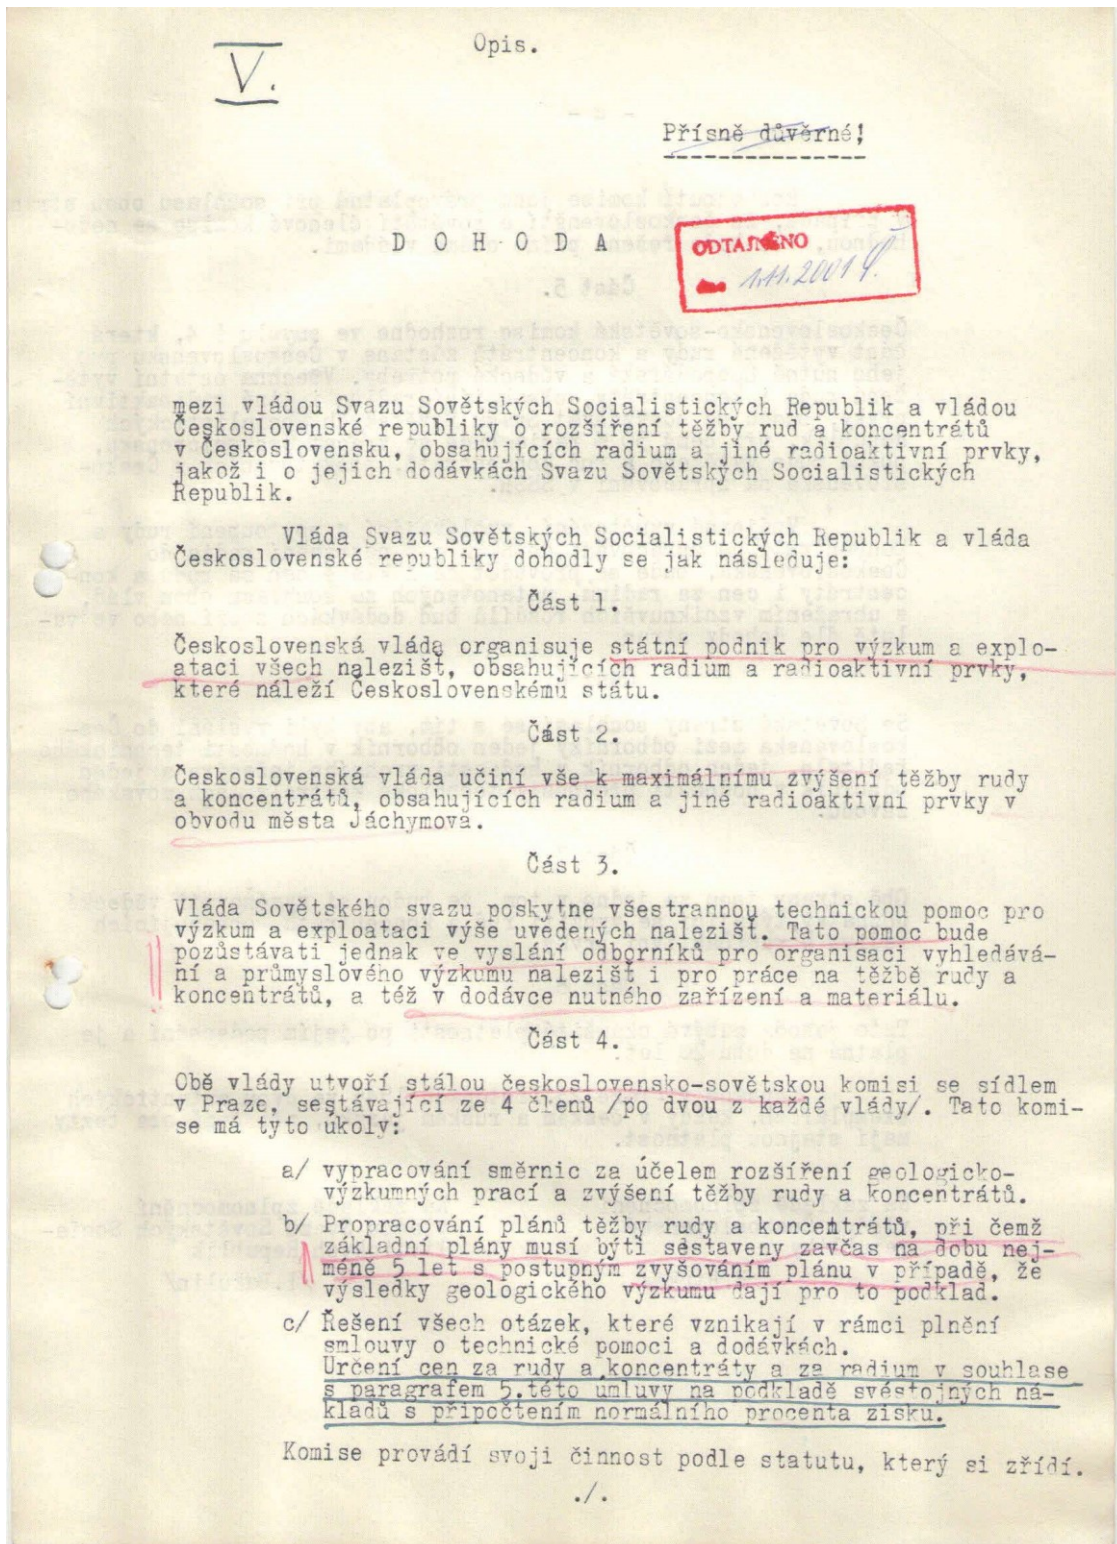 V.
Opis.
Přísně důvěrné!
D O H O D A
ODTAJNĚNO
1.11.2001
mezi vládou Svazu Sovětských Socialistických Republik a vládou
Československé republiky o rozšíření těžby rud a koncentrátů
v Československu, obsahujících radium a jiné radioaktivní prvky,
jakož i o jejich dodávkách Svazu Sovětských Socialistických
Republik.
Vláda Svazu Sovětských Socialistických Republik a vláda
Československé republiky dohodly se jak následuje:
Část 1.
Československá vláda organisuje státní podnik pro výzkum a explo-
ataci všech nalezišť, obsahujících radium a radioaktivní prvky,
které náleží Československému státu.
Část 2.
Československá vláda učiní vše k maximálnímu zvýšení těžby rudy
a koncentrátů, obsahujících radium a jiné radioaktivní prvky v
obvodu města Jáchymova.
Část 3.
Vláda Sovětského svazu poskytne všestrannou technickou pomoc pro
výzkum a exploataci výše uvedených nalezišť. Tato pomoc bude
pozůstávati jednak ve vyslání odborníků pro organisaci vyhledává-
ní a průmyslového výzkumu nalezišť i pro práce na těžbě rudy a
koncentrátů, a též v dodávce nutného zařízení a materiálu.
Část 4.
Obě vlády utvoří stálou československo-sovětskou komisi se sídlem
v Praze, sestávající ze 4 členů /po dvou z každé vlády/. Tato komi-
se má tyto úkoly:
a/ vypracování směrnic za účelem rozšíření geologicko-
výzkumných prací a zvýšení těžby rudy a koncentrátů.
b/ Propracování plánů těžby rudy a koncentrátů, při čemž
základní plány musí býti sestaveny zavčas na dobu nej-
méně 5 let s postupným zvyšováním plánu v případě, že
výsledky geologického výzkumu dají pro to podklad.
c/ Řešení všech otázek, které vznikají v rámci plnění
smlouvy o technické pomoci a dodávkách.
Určení cen za rudy a koncentráty a za radium v souhlase
s paragrafem 5.této úmluvy na podkladě svéstojných ná-
kladů s připočtením normálního procenta zisku.
Komise provádí svoji činnost podle statutu, který si zřídí.
./.